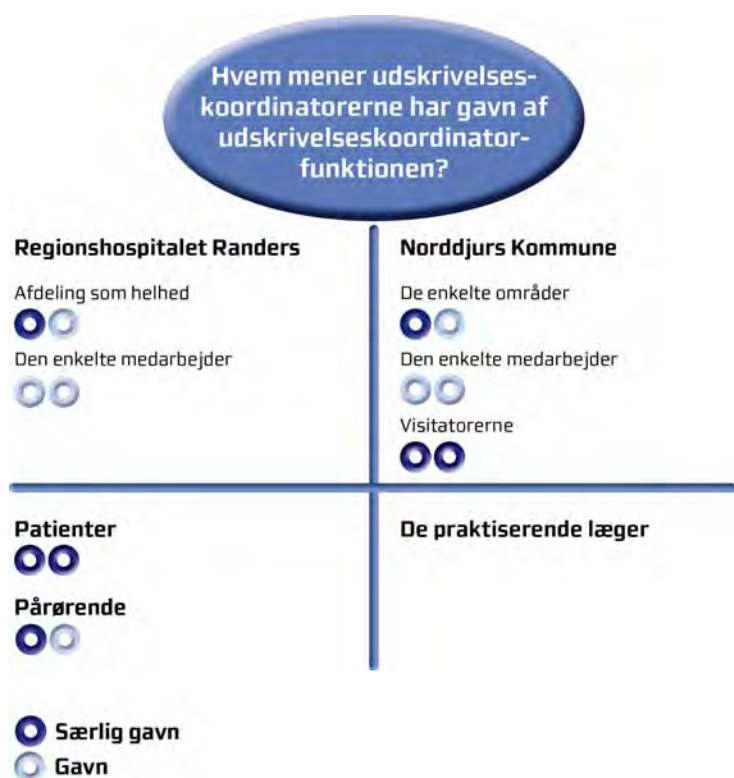 Hvem mener udskrivelses-
koordinatorerne har gavn af
udskrivelseskoordinator-
funktionen?
Regionshospitalet Randers
Afdeling som helhed
Den enkelte medarbejder
Norddjurs Kommune
De enkelte områder
Den enkelte medarbejder
Visitatorerne
Patienter
Pårørende
De praktiserende læger
Særlig gavn
Gavn